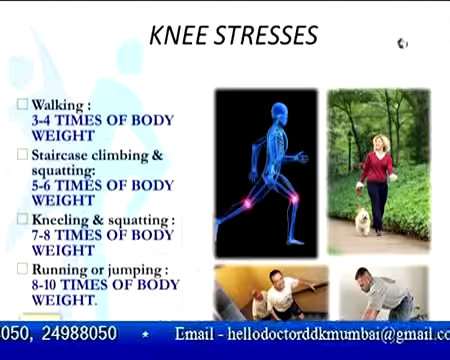 KNEE STRESSES
Walking :
3-4 TIMES OF BODY
WEIGHT
Staircase climbing &
squatting:
5-6 TIMES OF BODY
WEIGHT
Kneeling & squatting :
7-8 TIMES OF BODY
WEIGHT
Running or jumping :
8-10 TIMES OF BODY
WEIGHT.
8050, 24988050 * Email - hellodoctorddkmumbai@gmail.co